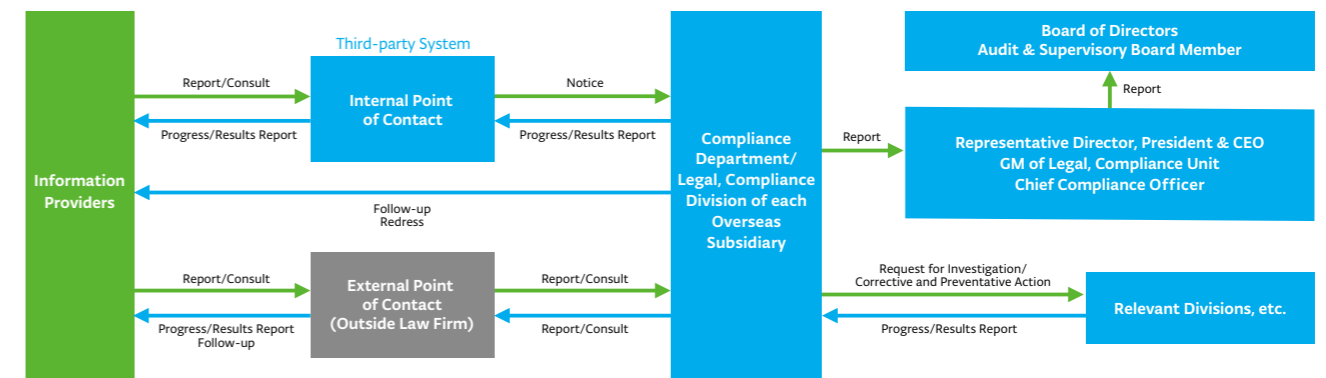 Board of Directors
Audit & Supervisory Board Member
Third-party System
Report/Consult
Internal Point
of Contact
Notice
Report
Progress/Results Report
Progress/Results Report
Compliance
Department/
Legal, Compliance
Division of each
Overseas
Subsidiary
Report
Representative Director, President & CEO
GM of Legal, Compliance Unit
Chief Compliance Officer
Information
Providers
Follow-up
Redress
Report/Consult
External Point
of Contact
(Outside Law Firm)
Report/Consult
Progress/Results Report
Follow-up
Report/Consult
Request for Investigation/
Corrective and Preventative Action
Relevant Divisions, etc.
Progress/Results Report